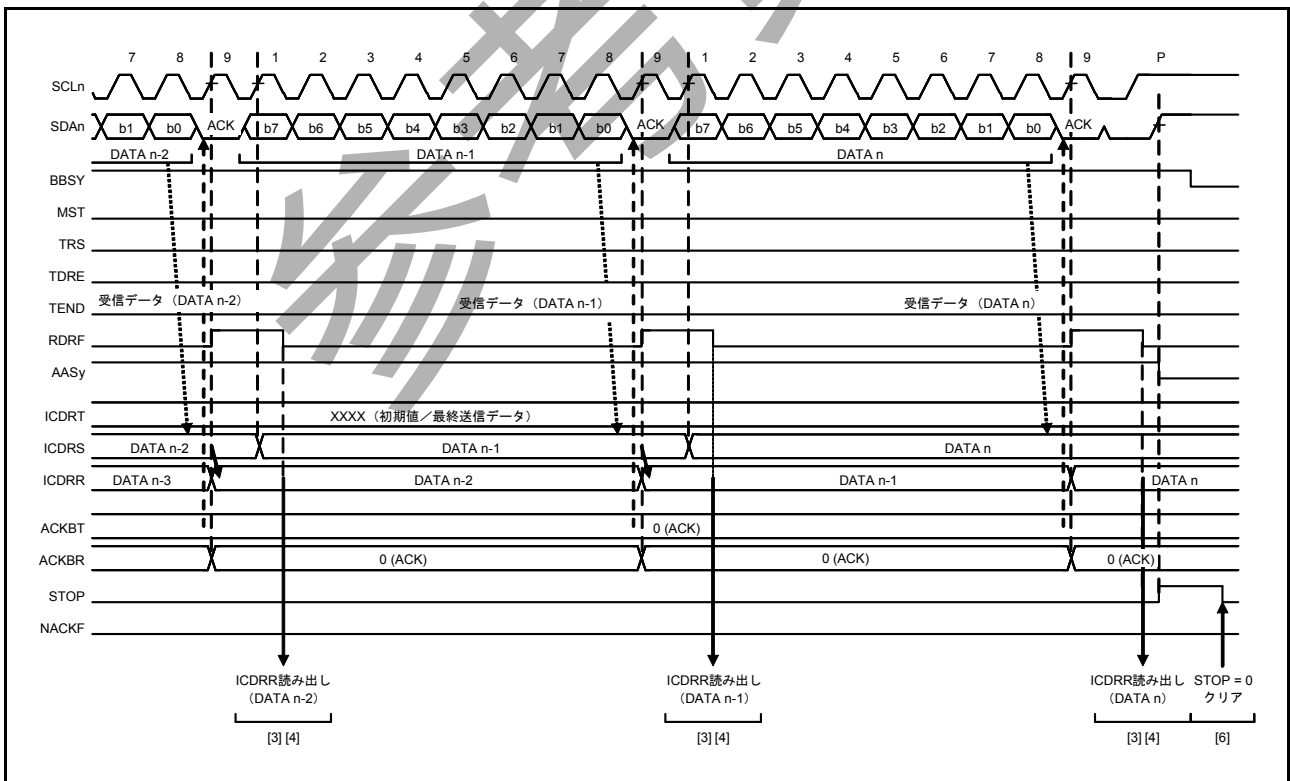 7 8 9 1 2 3 4 5 6 7 8 9 1 2 3 4 5 6 7 8 9 P
SCLn
SDAn b1 b0 ACK b7 b6 b5 b4 b3 b2 b1 b0 ACK b7 b6 b5 b4 b3 b2 b1 b0 ACK
DATA n-2 DATA n-1 DATA n
BBSY
MST
TRS
TDRE
TEND 受信データ（DATA n-2） 受信データ（DATA n-1） 受信データ（DATA n）
RDRF
AASy
ICDRT XXXX（初期値／最終送信データ）
ICDRS DATA n-2 DATA n-1 DATA n
ICDRR DATA n-3 DATA n-2 DATA n-1 DATA n
ACKBT 0 (ACK)
ACKBR 0 (ACK) 0 (ACK) 0 (ACK)
STOP
NACKF
ICDRR読み出し ICDRR読み出し ICDRR読み出し STOP = 0
（DATA n-2） （DATA n-1） （DATA n） クリア
[3] [4] [3] [4] [3] [4] [6]